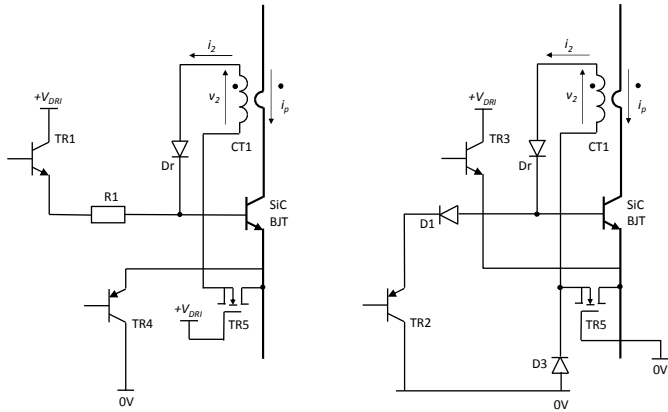 i2
+VDRI
v2
ip
TR1
CT1
Dr
R1
SiC
BJT
+VDRI
TR4
TR5
0V
i2
+VDRI
v2
ip
TR3
CT1
Dr
SiC
BJT
D1
TR2
TR5
D3
0V
0V